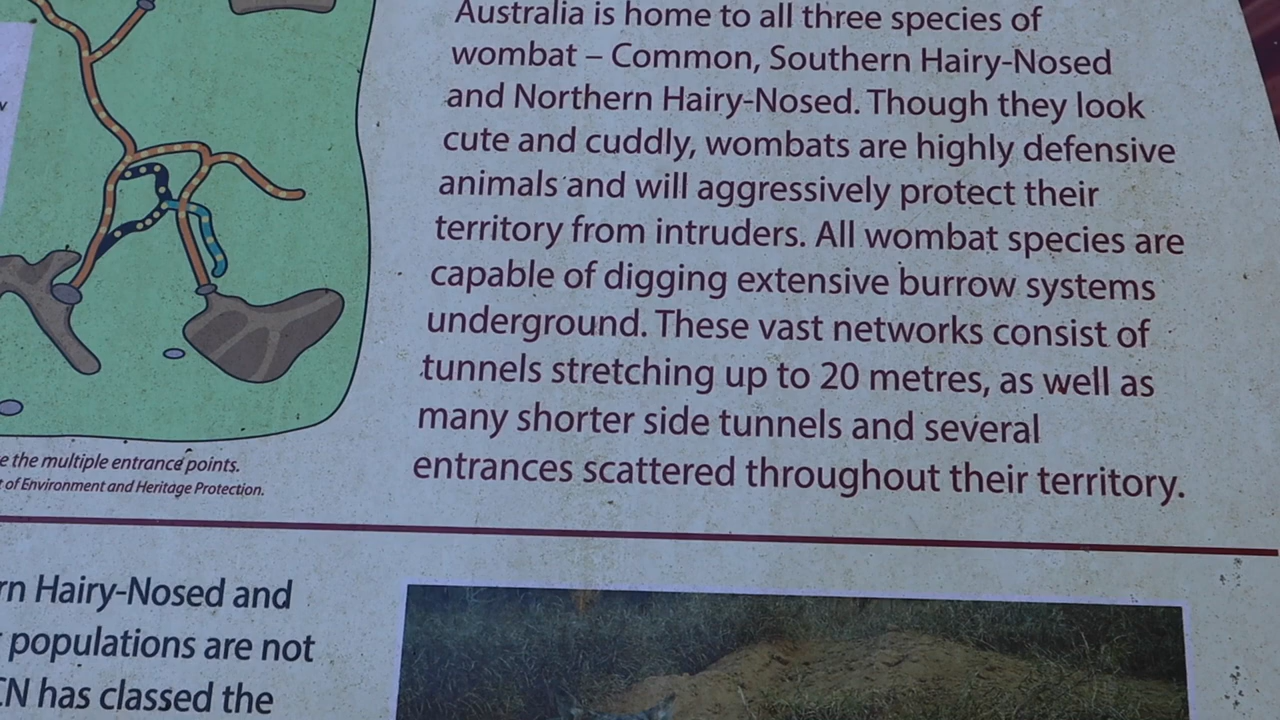 Australia is home to all three species of
wombat – Common, Southern Hairy-Nosed
and Northern Hairy-Nosed. Though they look
cute and cuddly, wombats are highly defensive
animals and will aggressively protect their
territory from intruders. All wombat species are
capable of digging extensive burrow systems
underground. These vast networks consist of
tunnels stretching up to 20 metres, as well as
many shorter side tunnels and several
entrances scattered throughout their territory.
the multiple entrance points.
of Environment and Heritage Protection.
Hairy-Nosed and
populations are not
has classed the